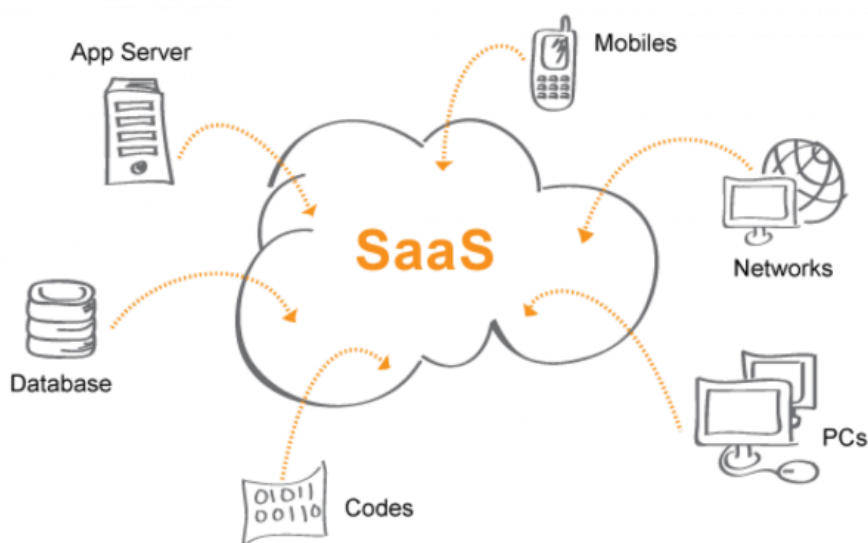 App Server
Mobiles
SaaS
Networks
Database
PCs
01011
00110
Codes